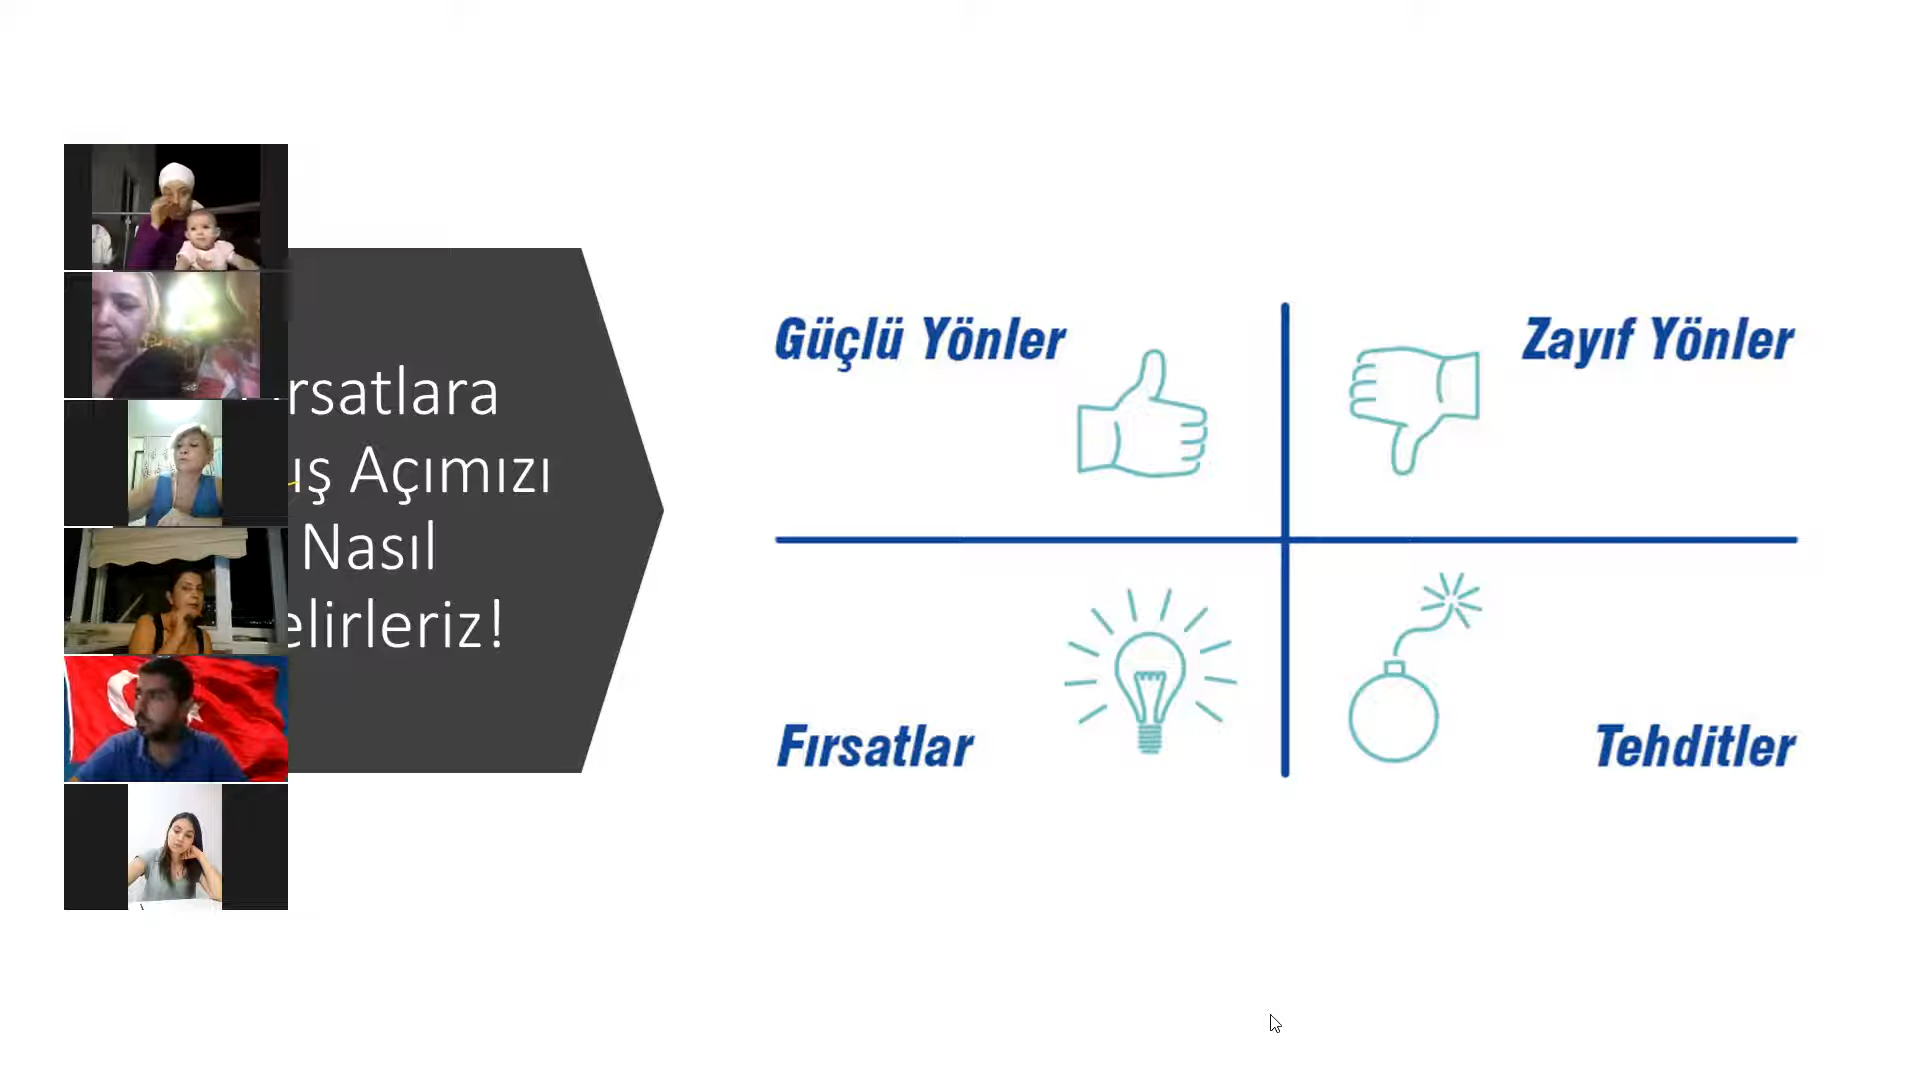 rsatlara
ış Açımızı
Nasıl
elirleriz!
Güçlü Yönler
Zayıf Yönler
Fırsatlar
Tehditler